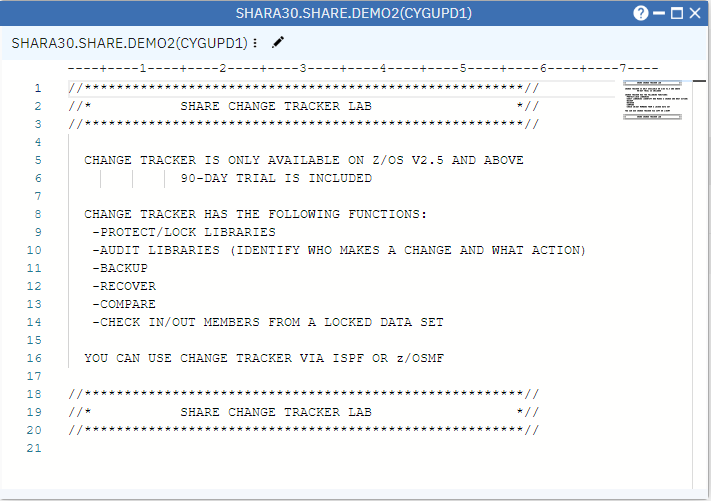 SHARA30.SHARE.DEMO2(CYGUPD1)
SHARA30.SHARE.DEMO2(CYGUPD1)
----+----1----+----2----+----3----+----4----+----5----+----6----+----7----
1 //*******************************************************//
2 //* SHARE CHANGE TRACKER LAB *//
3 //*******************************************************//
4
5 CHANGE TRACKER IS ONLY AVAILABLE ON Z/OS V2.5 AND ABOVE
6 90-DAY TRIAL IS INCLUDED
7
8 CHANGE TRACKER HAS THE FOLLOWING FUNCTIONS:
9 -PROTECT/LOCK LIBRARIES
10 -AUDIT LIBRARIES (IDENTIFY WHO MAKES A CHANGE AND WHAT ACTION)
11 -BACKUP
12 -RECOVER
13 -COMPARE
14 -CHECK IN/OUT MEMBERS FROM A LOCKED DATA SET
15
16 YOU CAN USE CHANGE TRACKER VIA ISPF OR z/OSMF
17
18 //*******************************************************//
19 //* SHARE CHANGE TRACKER LAB *//
20 //*******************************************************//
21